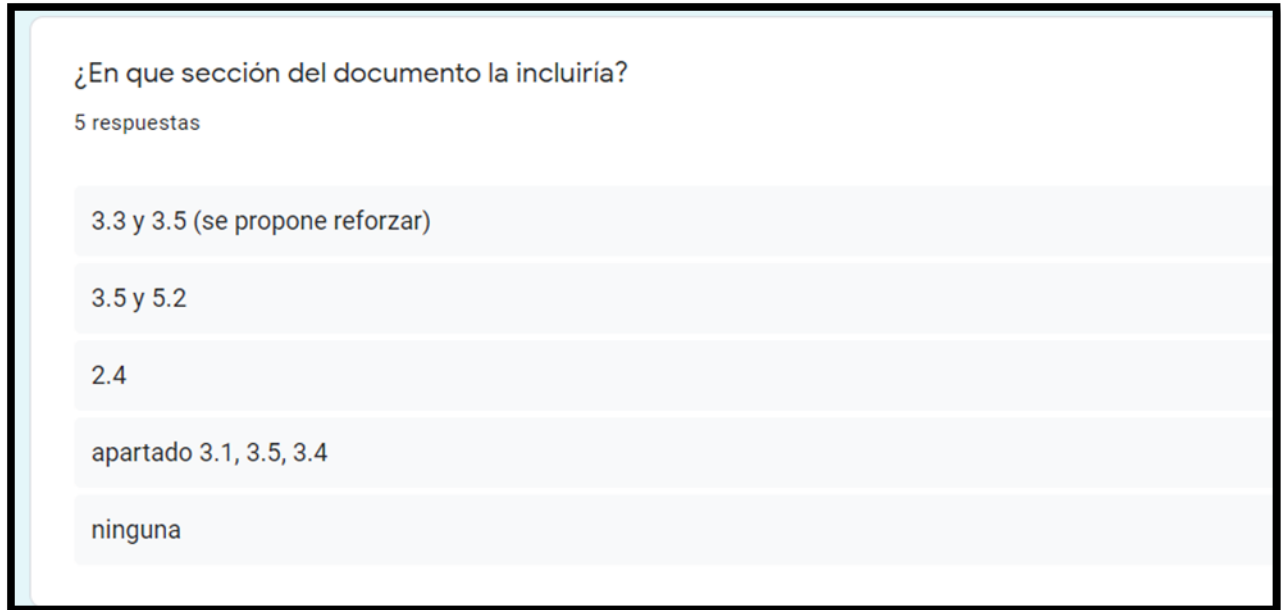 ¿En que sección del documento la incluiría?
5 respuestas
3.3 y 3.5 (se propone reforzar)
3.5 y 5.2
2.4
apartado 3.1, 3.5, 3.4
ninguna